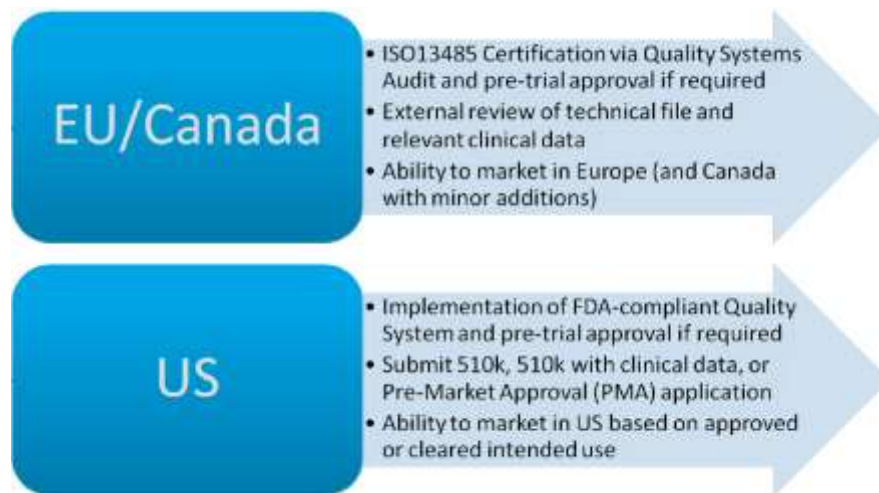 EU/Canada
• ISO13485 Certification via Quality Systems
Audit and pre-trial approval if required
• External review of technical file and
relevant clinical data
• Ability to market in Europe (and Canada
with minor additions)
US
• Implementation of FDA-compliant Quality
System and pre-trial approval if required
• Submit 510k, 510k with clinical data, or
Pre-Market Approval (PMA) application
• Ability to market in US based on approved
or cleared intended use